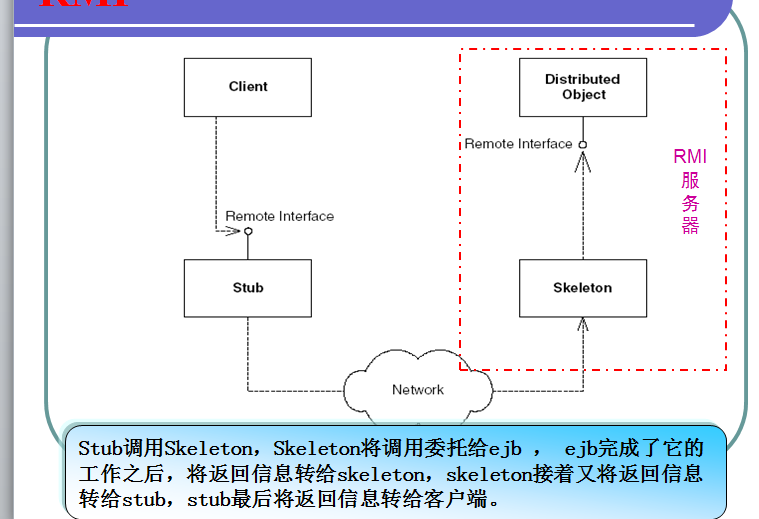 RMI
Client
Distributed
Object
Remote Interface
RMI
服
务
器
Remote Interface
Stub
Skeleton
Network
Stub调用Skeleton，Skeleton将调用委托给ejb ， ejb完成了它的
工作之后，将返回信息转给skeleton，skeleton接着又将返回信息
转给stub，stub最后将返回信息转给客户端。